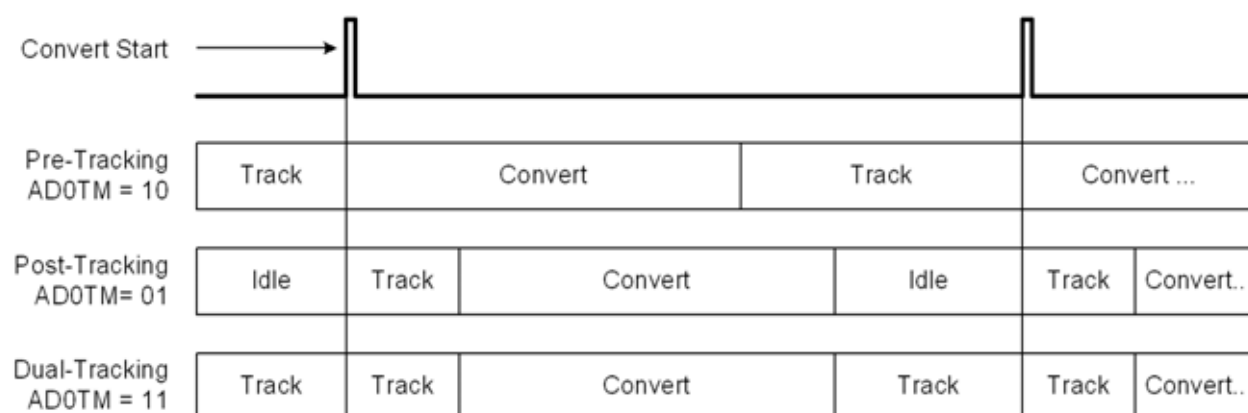 Convert Start
Pre-Tracking
AD0TM = 10
Track Convert Track Convert ...
Post-Tracking
AD0TM= 01
Idle Track Convert Idle Track Convert..
Dual-Tracking
AD0TM = 11
Track Track Convert Track Track Convert..